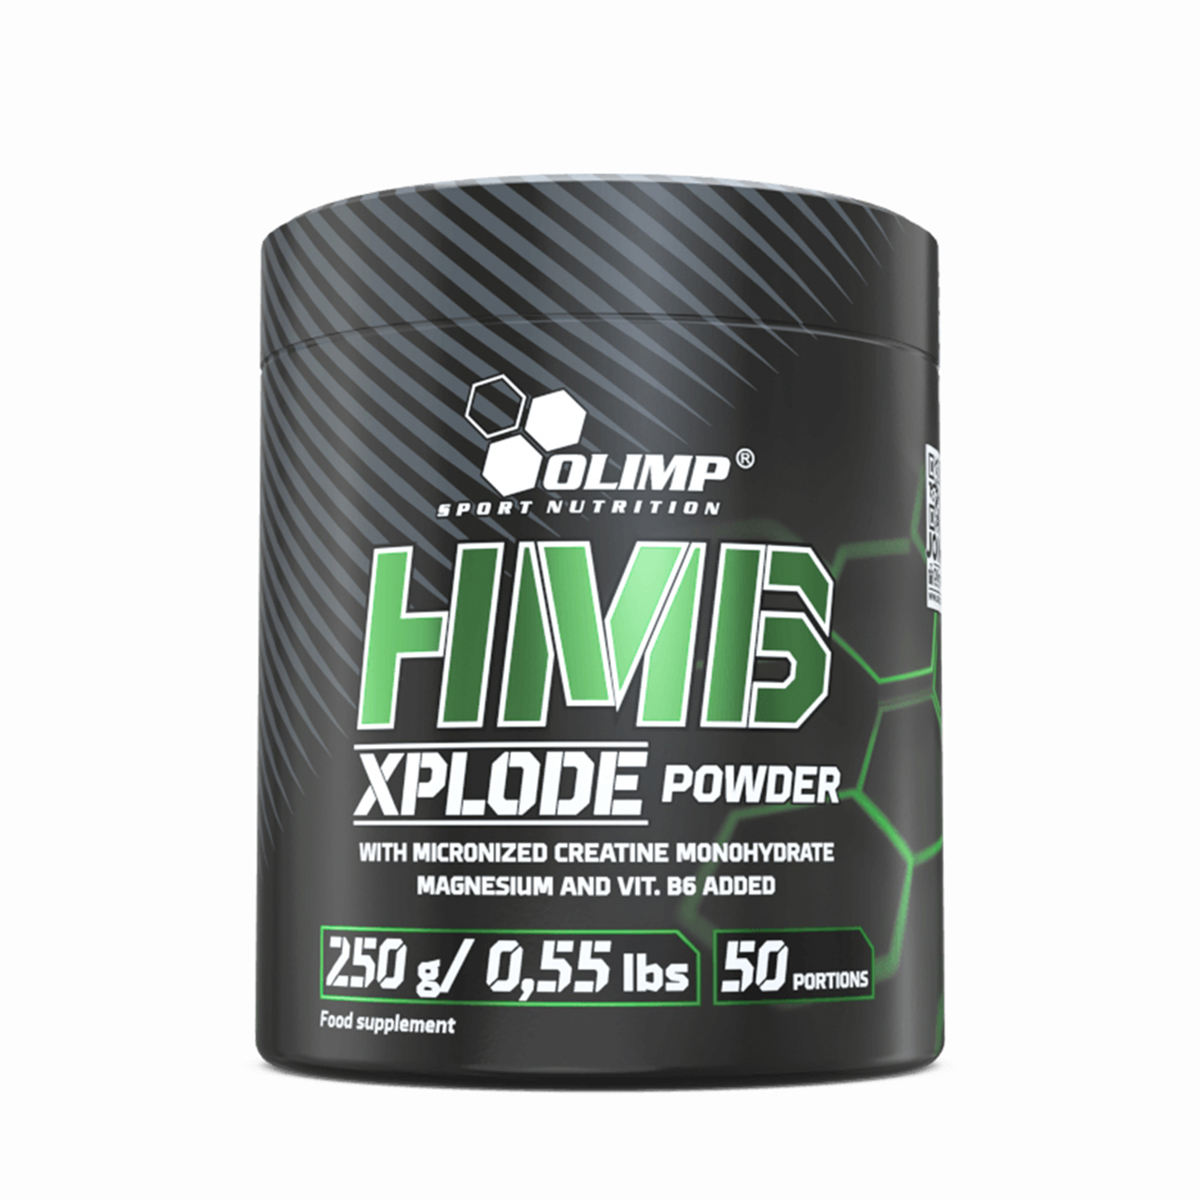 OLIMP®
SPORT NUTRITION
HMB
XPLODE POWDER
WITH MICRONIZED CREATINE MONOHYDRATE
MAGNESIUM AND VIT. B6 ADDED
250 g/ 0,55 lbs 50 PORTIONS
Food supplement